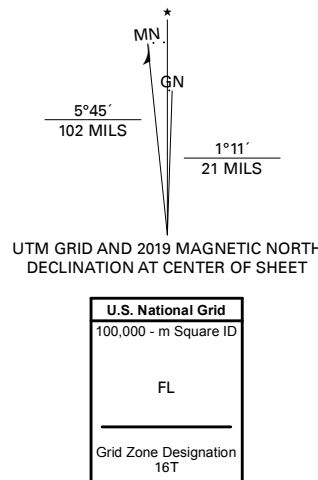 ★
MN
GN
5°45´
102 MILS
1°11´
21 MILS
UTM GRID AND 2019 MAGNETIC NORTH
DECLINATION AT CENTER OF SHEET
U.S. National Grid
100,000 - m Square ID
FL
Grid Zone Designation
16T